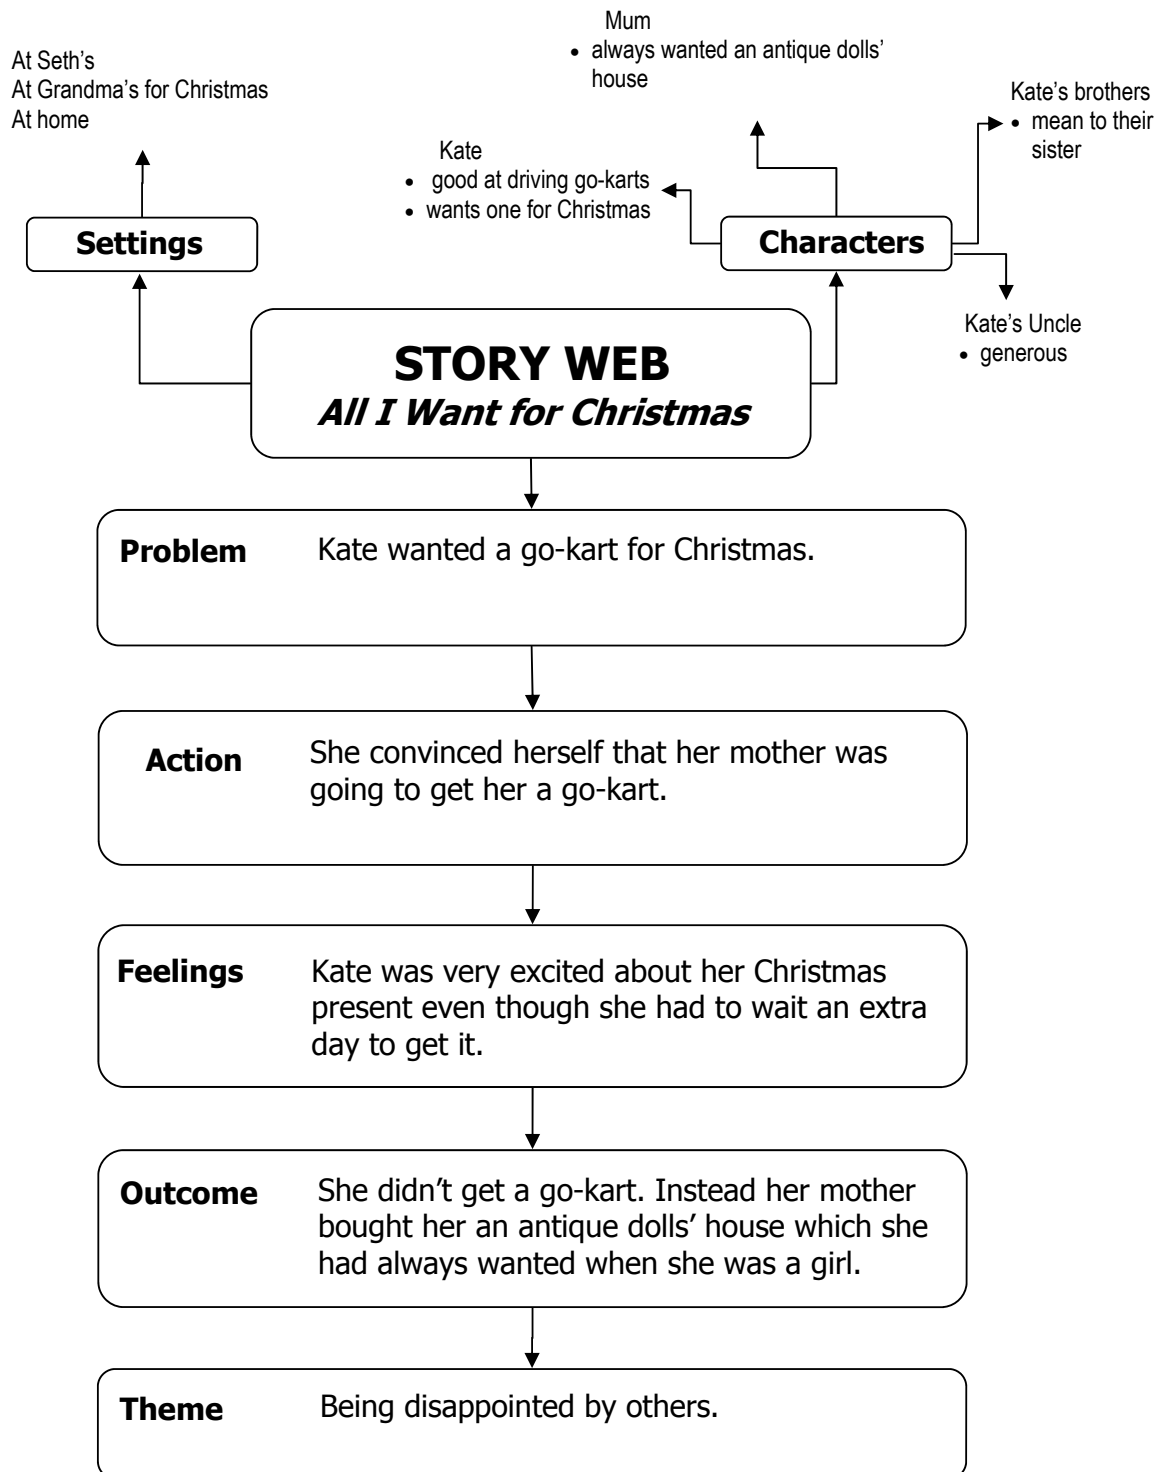 At Seth’s
At Grandma’s for Christmas
At home
Settings
Mum
• always wanted an antique dolls’
house
Kate’s brothers
• mean to their
sister
Kate
• good at driving go-karts
• wants one for Christmas
Characters
Kate’s Uncle
• generous
STORY WEB
All I Want for Christmas
Problem Kate wanted a go-kart for Christmas.
Action She convinced herself that her mother was
going to get her a go-kart.
Feelings Kate was very excited about her Christmas
present even though she had to wait an extra
day to get it.
Outcome She didn’t get a go-kart. Instead her mother
bought her an antique dolls’ house which she
had always wanted when she was a girl.
Theme Being disappointed by others.